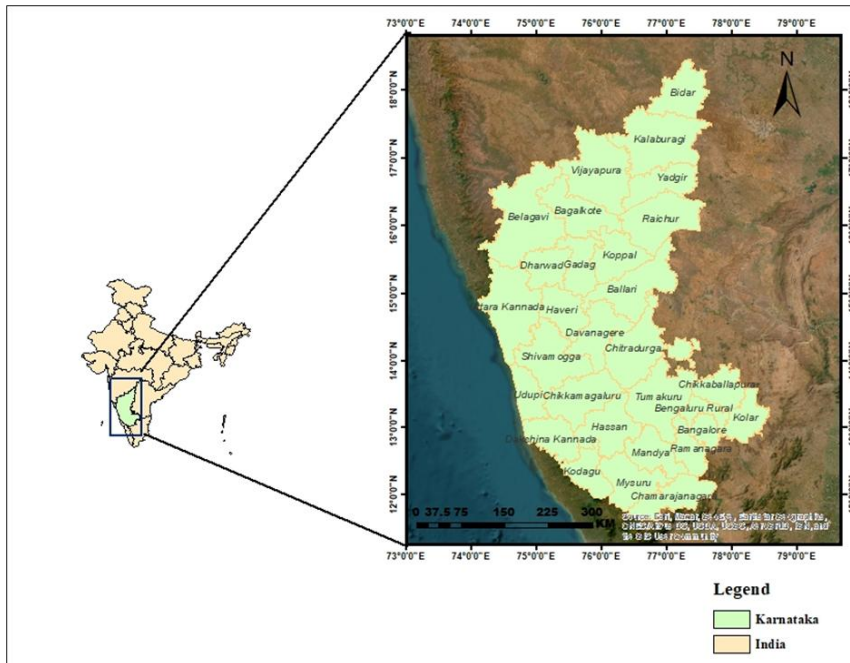 73°0'0"E 74°0'0"E 75°0'0"E 76°0'0"E 77°0'0"E 78°0'0"E 79°0'0"E
N
18°0'0"N
17°0'0"N
16°0'0"N
15°0'0"N
14°0'0"N
13°0'0"N
12°0'0"N
Bidar
Kalaburagi
Vijayapura
Yadgir
Belagavi
Bagalkote
Raichur
Dharwad
Gadag
Koppal
Ballari
Kannada
Haveri
Davanagere
Shivamogga
Chitradurga
Chikkaballapura
Udupi
Chikkamagaluru
Tumakuru
Bengaluru Rural
Kolar
Hassan
Bangalore
Kannada
Mandya
Ramanagara
Kodagu
Mysuru
Chamarajanagar
0 37.5 75 150 225 300
KM
73°0'0"E 74°0'0"E 75°0'0"E 76°0'0"E 77°0'0"E 78°0'0"E 79°0'0"E
Legend
Karnataka
India